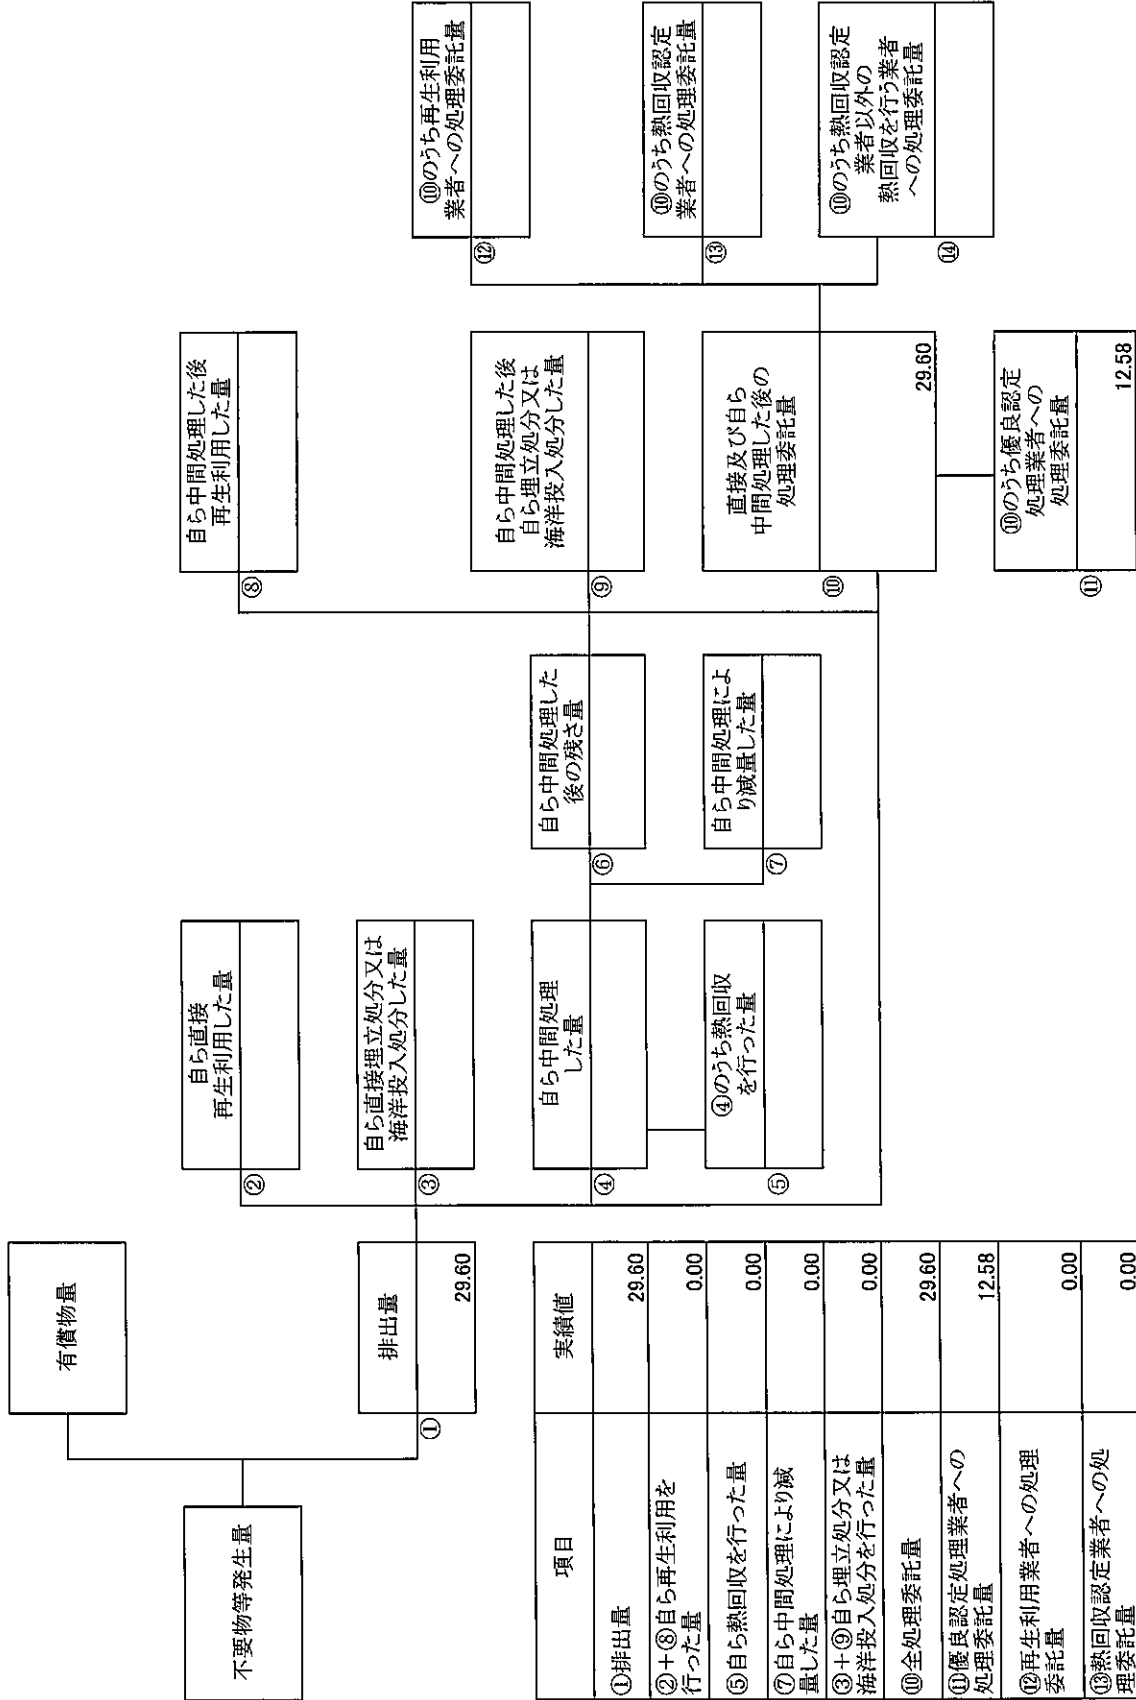 不要物等発生量
有償物量
排出量
①
29.60
自ら直接
再生利用した量
②
自ら直接埋立処分又は
海洋投入処分した量
③
自ら中間処理
した量
④
④のうち熱回収
を行った量
⑤
自ら中間処理した
後の残さ量
⑥
自ら中間処理によ
り減量した量
⑦
自ら中間処理した後
再生利用した量
⑧
自ら中間処理した後
自ら埋立処分又は
海洋投入処分した量
⑨
直接及び自ら
中間処理した後の
処理委託量
⑩
29.60
⑩のうち優良認定
処理業者への
処理委託量
⑪
12.58
⑩のうち再生利用
業者への処理委託量
⑫
⑩のうち熱回収認定
業者への処理委託量
⑬
⑩のうち熱回収認定
業者以外の
熱回収を行う業者
への処理委託量
⑭
項目 実績値
①排出量 29.60
②+⑧自ら再生利用を
行った量 0.00
⑤自ら熱回収を行った量 0.00
⑦自ら中間処理により減
量した量 0.00
③+⑨自ら埋立処分又は
海洋投入処分を行った量 0.00
⑩全処理委託量 29.60
⑪優良認定処理業者への
処理委託量 12.58
⑫再生利用業者への処理
委託量 0.00
⑬熱回収認定業者への処
理委託量 0.00